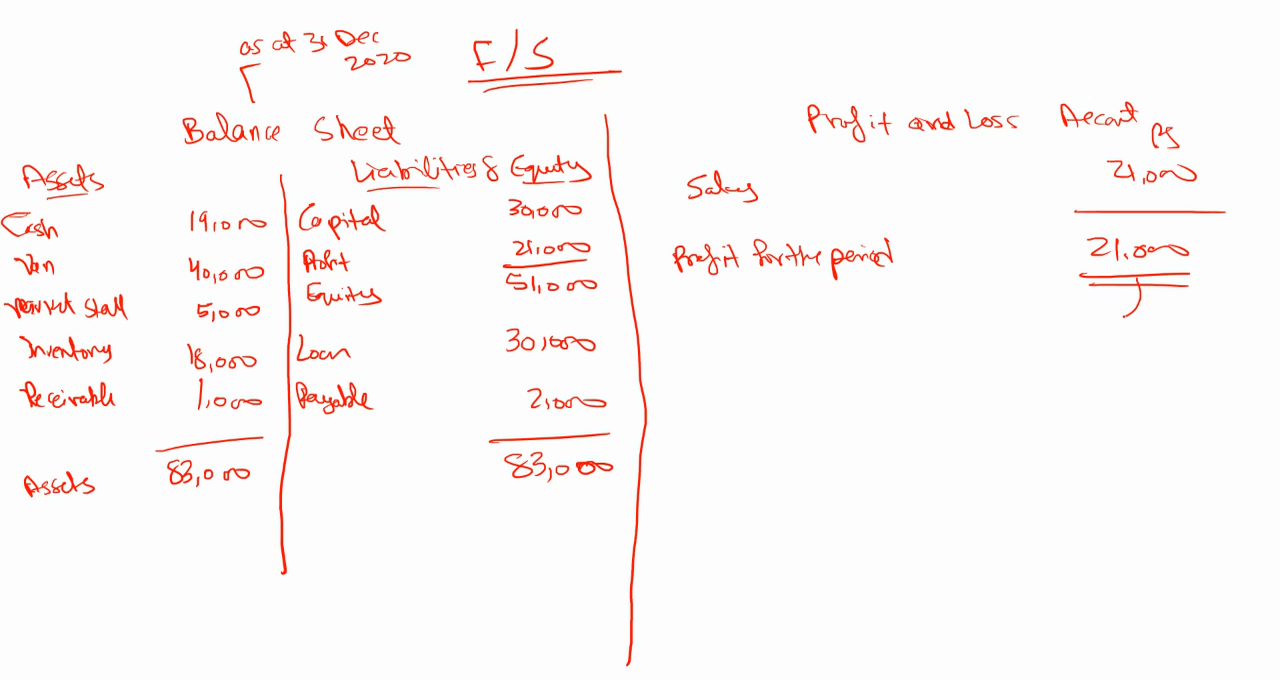 as at 31 Dec
2020
F/S
Balance Sheet
Assets
Liabilities & Equity
Cash 19,000 Capital 30,000
Van 40,000 Profit 21,000
Market stall 5,000 Equity 51,000
Inventory 18,000 Loan 30,000
Receivable 1,000 Payable 2,000
Assets 83,000 83,000
Profit and Loss Account
Sales 21,000
Profit for the period 21,000